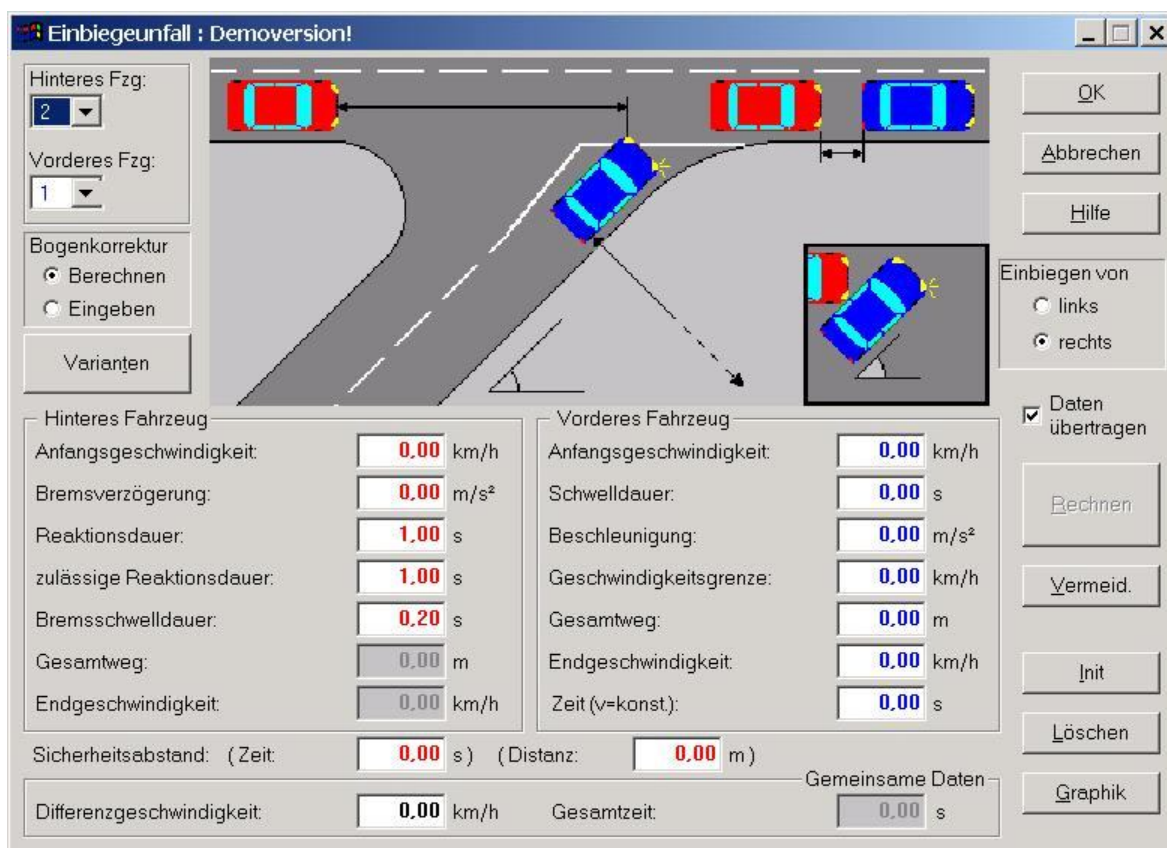 Einbiegeunfall : Demoversion!
Hinteres Fzg:
2
Vorderes Fzg:
1
Bogenkorrektur
Berechnen
Eingeben
Varianten
OK
Abbrechen
Hilfe
Einbiegen von
links
rechts
Daten
übertragen
Rechnen
Vermeid.
Init
Löschen
Graphik
Hinteres Fahrzeug
Anfangsgeschwindigkeit: 0,00 km/h
Bremsverzögerung: 0,00 m/s²
Reaktionsdauer: 1,00 s
zulässige Reaktionsdauer: 1,00 s
Bremsschwelldauer: 0,20 s
Gesamtweg: 0,00 m
Endgeschwindigkeit: 0,00 km/h
Vorderes Fahrzeug
Anfangsgeschwindigkeit: 0,00 km/h
Schwelldauer: 0,00 s
Beschleunigung: 0,00 m/s²
Geschwindigkeitsgrenze: 0,00 km/h
Gesamtweg: 0,00 m
Endgeschwindigkeit: 0,00 km/h
Zeit (v=konst.): 0,00 s
Sicherheitsabstand: (Zeit: 0,00 s) (Distanz: 0,00 m)
Gemeinsame Daten
Differenzgeschwindigkeit: 0,00 km/h Gesamtzeit: 0,00 s